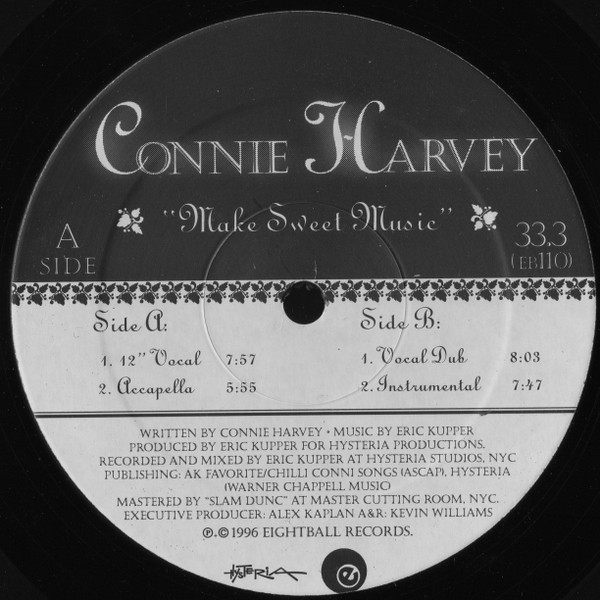 CONNIE HARVEY
"Make Sweet Music"
A
SIDE
33.3
(EB110)
Side A:
1. 12" Vocal 7:57
2. Accapella 5:55
Side B:
1. Vocal Dub 8:03
2. Instrumental 7:47
WRITTEN BY CONNIE HARVEY • MUSIC BY ERIC KUPPER
PRODUCED BY ERIC KUPPER FOR HYSTERIA PRODUCTIONS.
RECORDED AND MIXED BY ERIC KUPPER AT HYSTERIA STUDIOS, NYC
PUBLISHING: AK FAVORITE/CHILLI CONNI SONGS (ASCAP), HYSTERIA
(WARNER CHAPPELL MUSIC)
MASTERED BY "SLAM DUNC" AT MASTER CUTTING ROOM, NYC.
EXECUTIVE PRODUCER: ALEX KAPLAN A&R: KEVIN WILLIAMS
℗.© 1996 EIGHTBALL RECORDS.
HYSTERIA
8